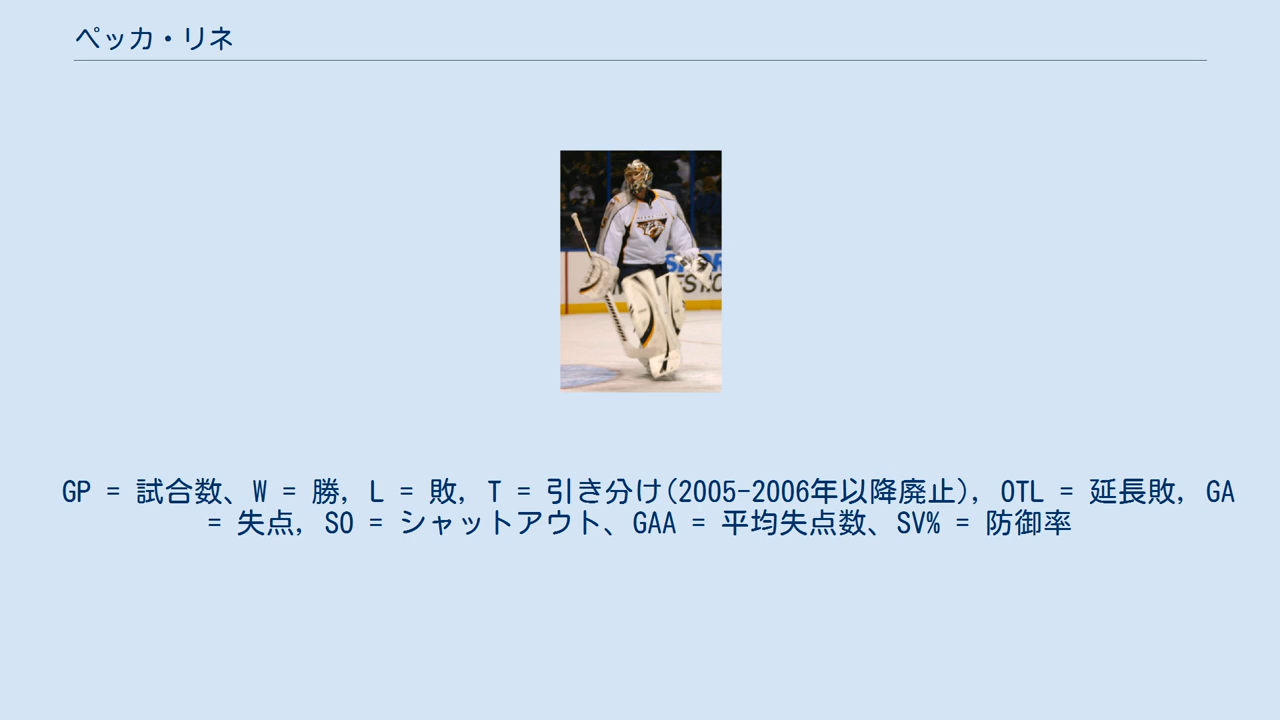 ペッカ・リネ
GP = 試合数、W = 勝, L = 敗, T = 引き分け(2005-2006年以降廃止), OTL = 延長敗, GA
= 失点, SO = シャットアウト、GAA = 平均失点数、SV% = 防御率